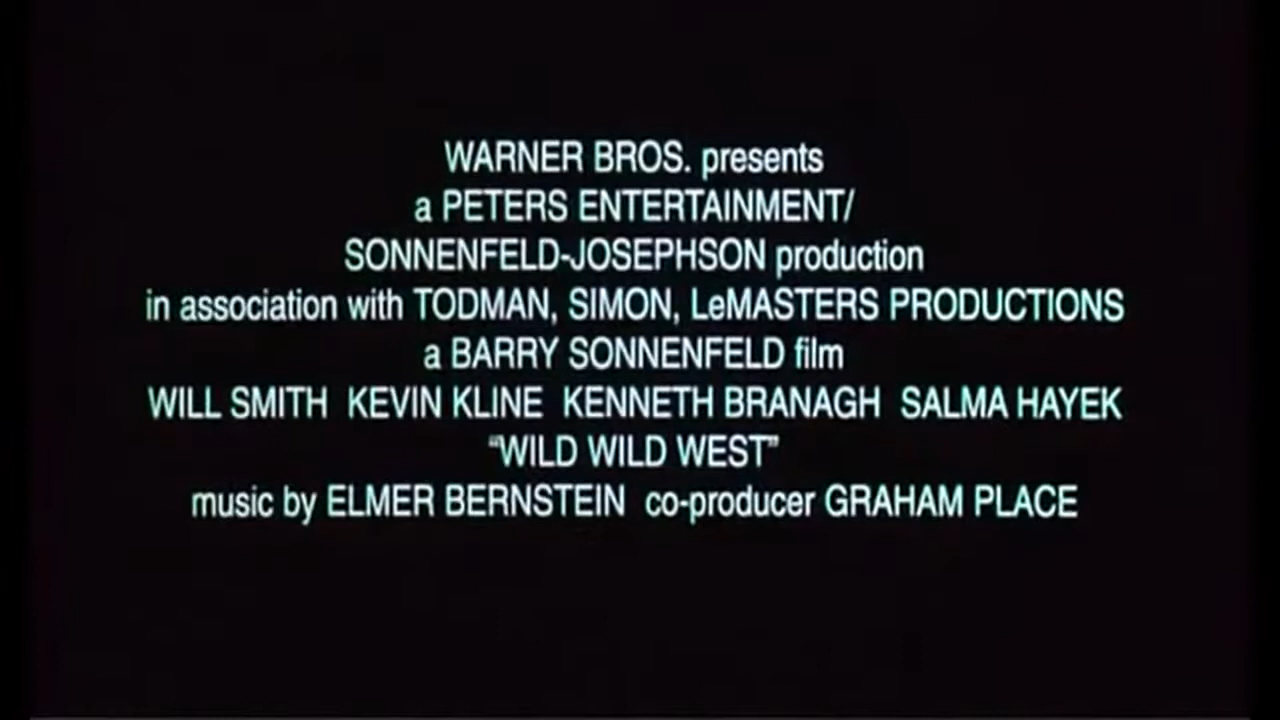 WARNER BROS. presents
a PETERS ENTERTAINMENT/
SONNENFELD-JOSEPHSON production
in association with TODMAN, SIMON, LeMASTERS PRODUCTIONS
a BARRY SONNENFELD film
WILL SMITH KEVIN KLINE KENNETH BRANAGH SALMA HAYEK
“WILD WILD WEST”
music by ELMER BERNSTEIN co-producer GRAHAM PLACE